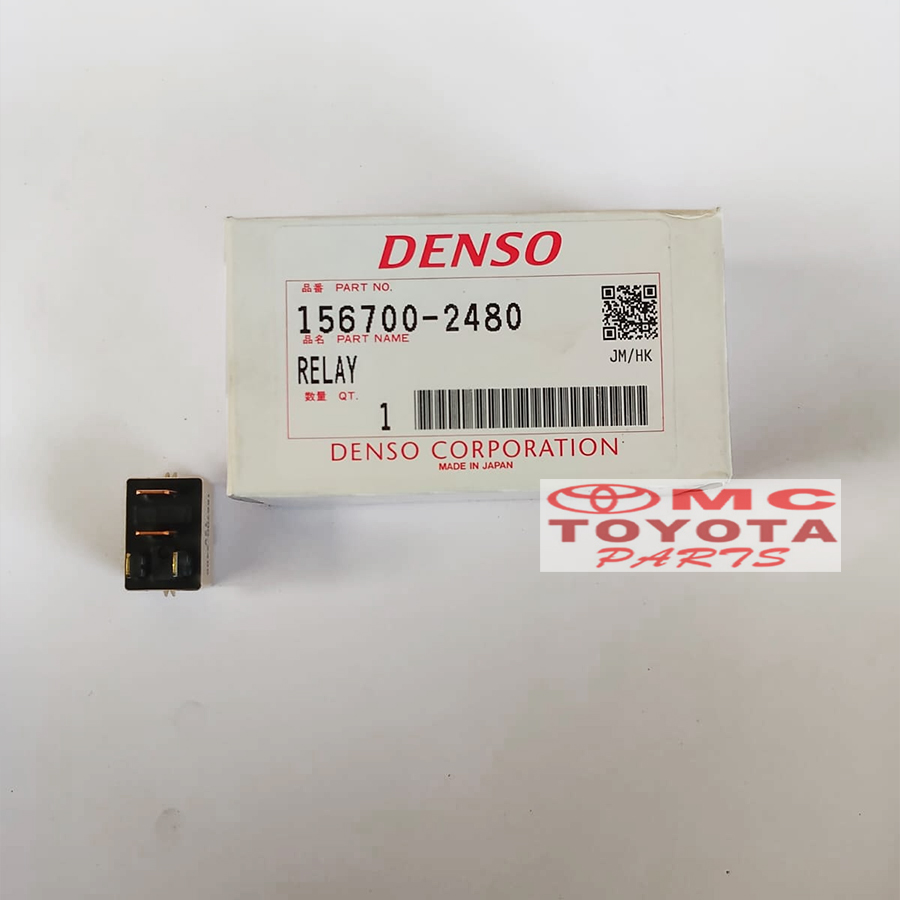 DENSO
品番 PART NO.
156700-2480
品名 PART NAME
RELAY
JM/HK
数量 QT.
1
DENSO CORPORATION
MADE IN JAPAN
MC
TOYOTA
PARTS